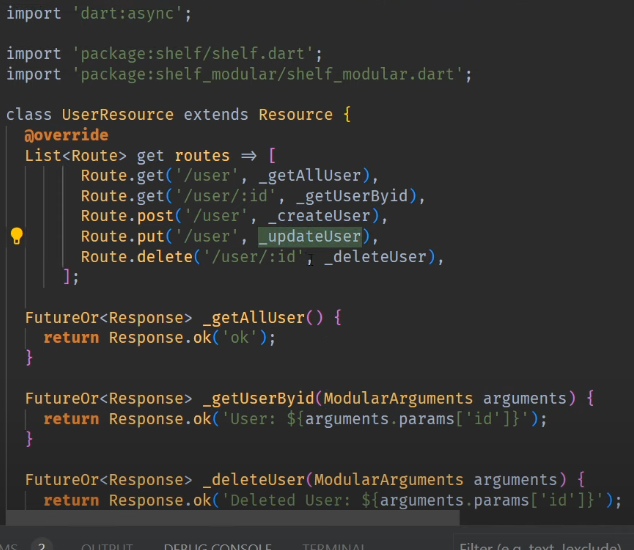 import 'dart:async';
import 'package:shelf/shelf.dart';
import 'package:shelf_modular/shelf_modular.dart';
class UserResource extends Resource {
@override
List<Route> get routes => [
Route.get('/user', _getAllUser),
Route.get('/user/:id', _getUserByid),
Route.post('/user', _createUser),
Route.put('/user', _updateUser),
Route.delete('/user/:id', _deleteUser),
];
FutureOr<Response> _getAllUser() {
return Response.ok('ok');
}
FutureOr<Response> _getUserByid(ModularArguments arguments) {
return Response.ok('User: ${arguments.params['id']}');
}
FutureOr<Response> _deleteUser(ModularArguments arguments) {
return Response.ok('Deleted User: ${arguments.params['id']}');
MS 2 OUTPUT DEBUG CONSOLE TERMINAL Filter (e.g. text, !exclude)